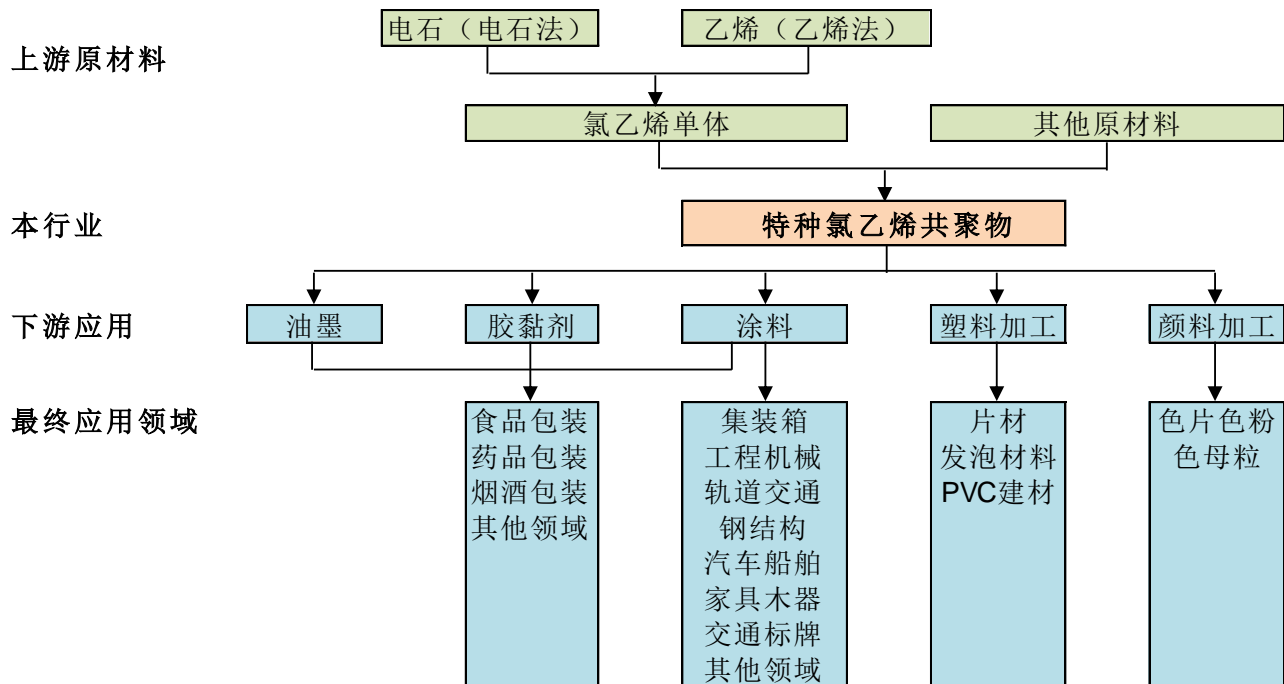 电石（电石法）
乙烯（乙烯法）
上游原材料
氯乙烯单体
其他原材料
本行业
特种氯乙烯共聚物
下游应用
油墨
胶黏剂
涂料
塑料加工
颜料加工
最终应用领域
食品包装
药品包装
烟酒包装
其他领域
集装箱
工程机械
轨道交通
钢结构
汽车船舶
家具木器
交通标牌
其他领域
片材
发泡材料
PVC建材
色片色粉
色母粒